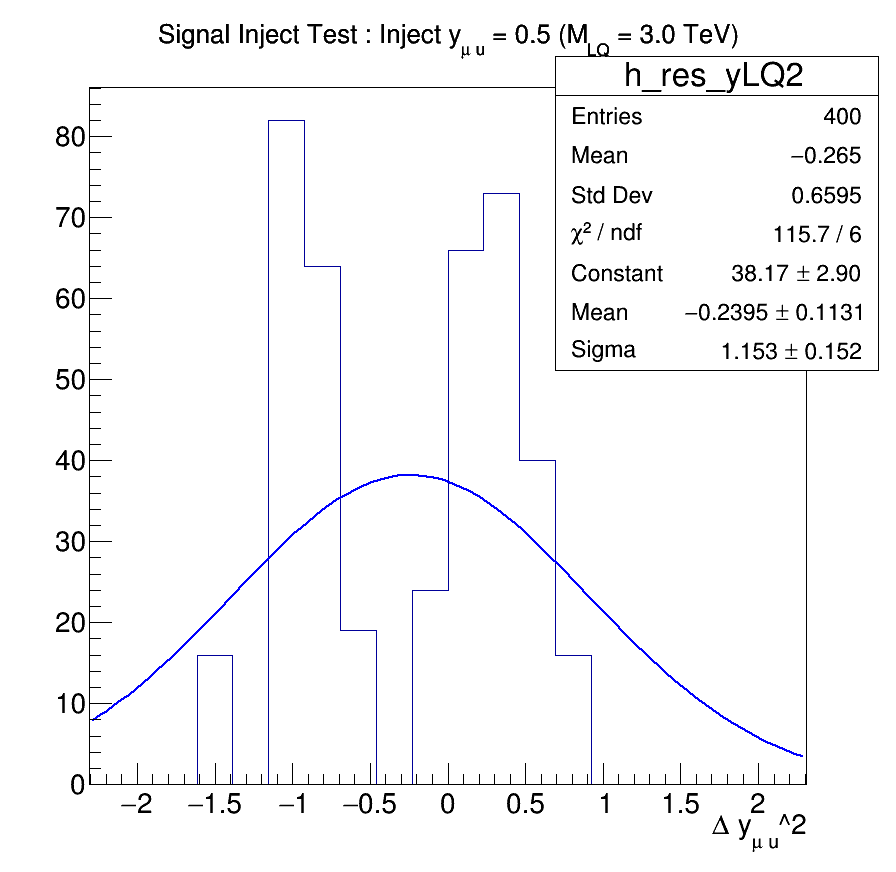 Signal Inject Test : Inject y_μ u = 0.5 (M_LQ = 3.0 TeV)
h_res_yLQ2
Entries 400
Mean −0.265
Std Dev 0.6595
χ² / ndf 115.7 / 6
Constant 38.17 ± 2.90
Mean −0.2395 ± 0.1131
Sigma 1.153 ± 0.152
80
70
60
50
40
30
20
10
0
−2 −1.5 −1 −0.5 0 0.5 1 1.5 2
Δ y_μ u^2